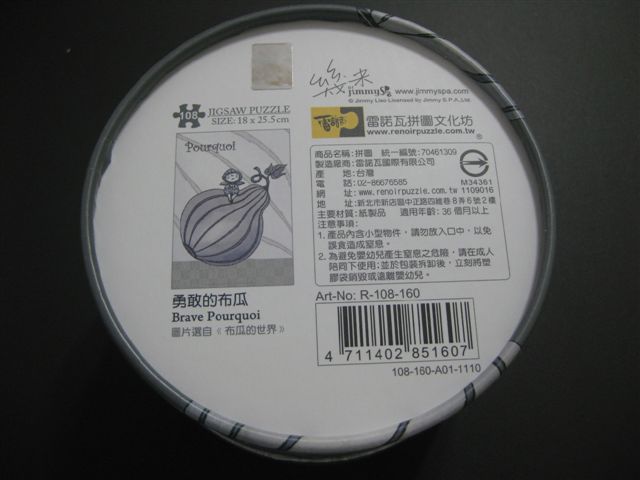 幾米
jimmyspa www.jimmyspa.com
© Jimmy Liao Licensed by Jimmy S.P.A.,LTD.
108 JIGSAW PUZZLE
SIZE: 18 x 25.5cm
雷諾瓦拼圖文化坊
www.renoirpuzzle.com.tw ®
Pourquoi
商品名稱:拼圖 統一編號:70461309
製造廠商:雷諾瓦國際有限公司
產 地:台灣
電 話:02-86676585
網 址:www.renoirpuzzle.com.tw
M34361
1109016
地 址:新北市新店區中正路四維巷8弄6號2樓
主要材質:紙製品 適用年齡:36個月以上
注意事項:
1.產品內含小型物件,請勿放入口中,以免
誤食造成窒息。
2.為避免嬰幼兒產生窒息之危險,請在成人
陪同下使用;並於包裝拆卸後,立刻將塑
膠袋銷毀或遠離嬰幼兒。
勇敢的布瓜
Brave Pourquoi
圖片選自《布瓜的世界》
Art-No: R-108-160
4 711402 851607
108-160-A01-1110